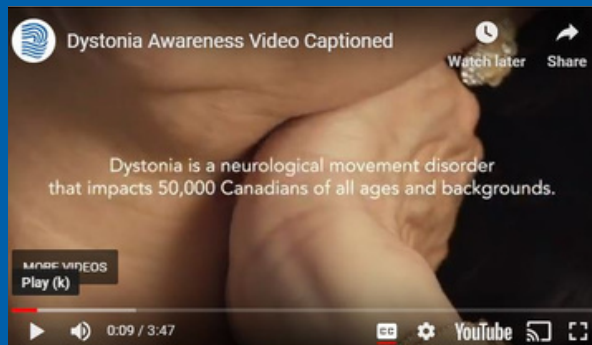 Dystonia Awareness Video Captioned
Watch later Share
Dystonia is a neurological movement disorder
that impacts 50,000 Canadians of all ages and backgrounds.
MORE VIDEOS
Play (k)
0:09 / 3:47 CC YouTube